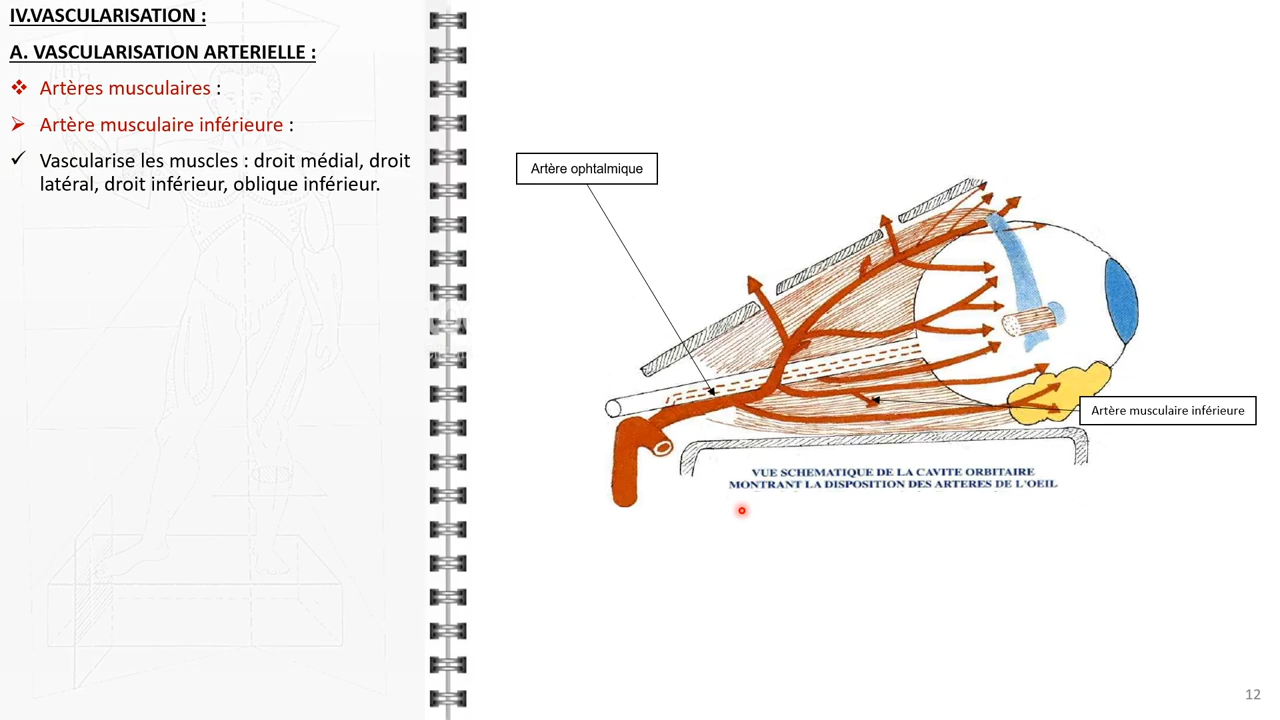 IV.VASCULARISATION :
A. VASCULARISATION ARTERIELLE :
❖ Artères musculaires :
➢ Artère musculaire inférieure :
✓ Vascularise les muscles : droit médial, droit
latéral, droit inférieur, oblique inférieur.
Artère ophtalmique
Artère musculaire inférieure
VUE SCHEMATIQUE DE LA CAVITE ORBITAIRE
MONTRANT LA DISPOSITION DES ARTERES DE L'OEIL
12